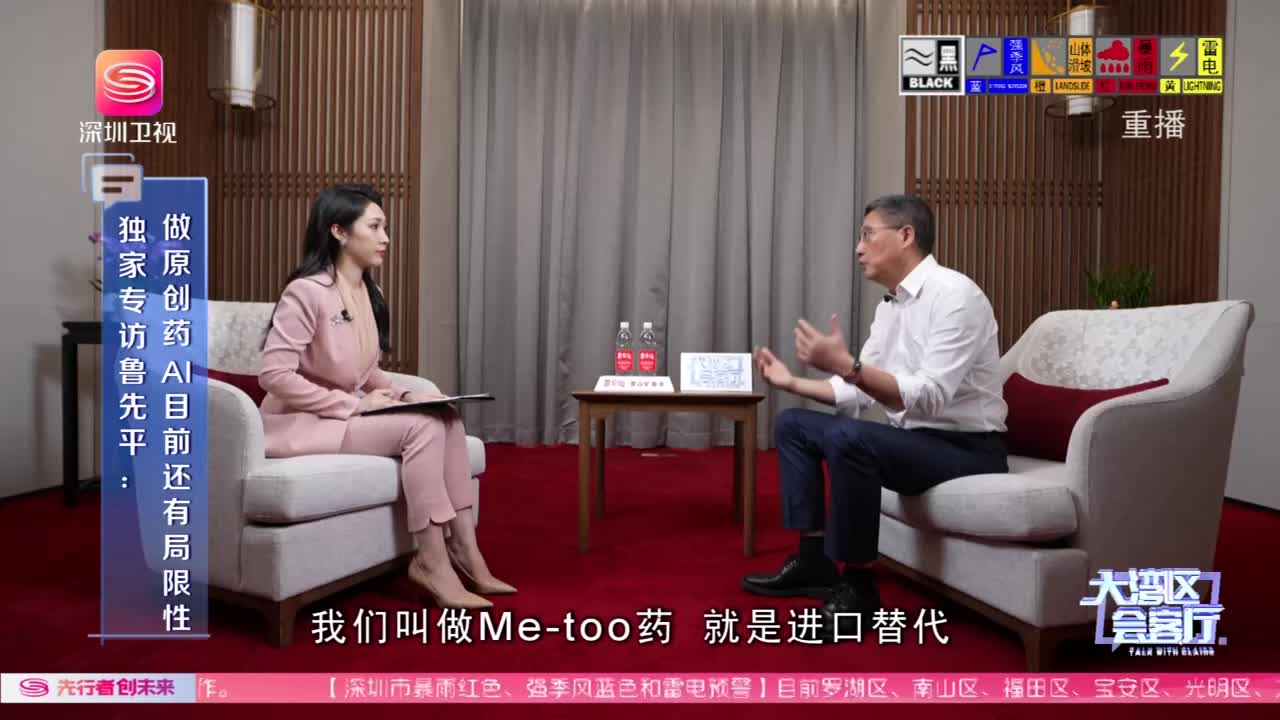 深圳卫视
黑
BLACK
强季风
蓝
山体滑坡
橙 LANDSLIDE
暴雨
红
雷电
黄 LIGHTNING
重播
独家专访鲁先平：
做原创药 AI目前还有局限性
我们叫做Me-too药 就是进口替代
大湾区
会客厅
TALK WITH
先行者创未来
作。 【深圳市暴雨红色、强季风蓝色和雷电预警】目前罗湖区、南山区、福田区、宝安区、光明区、